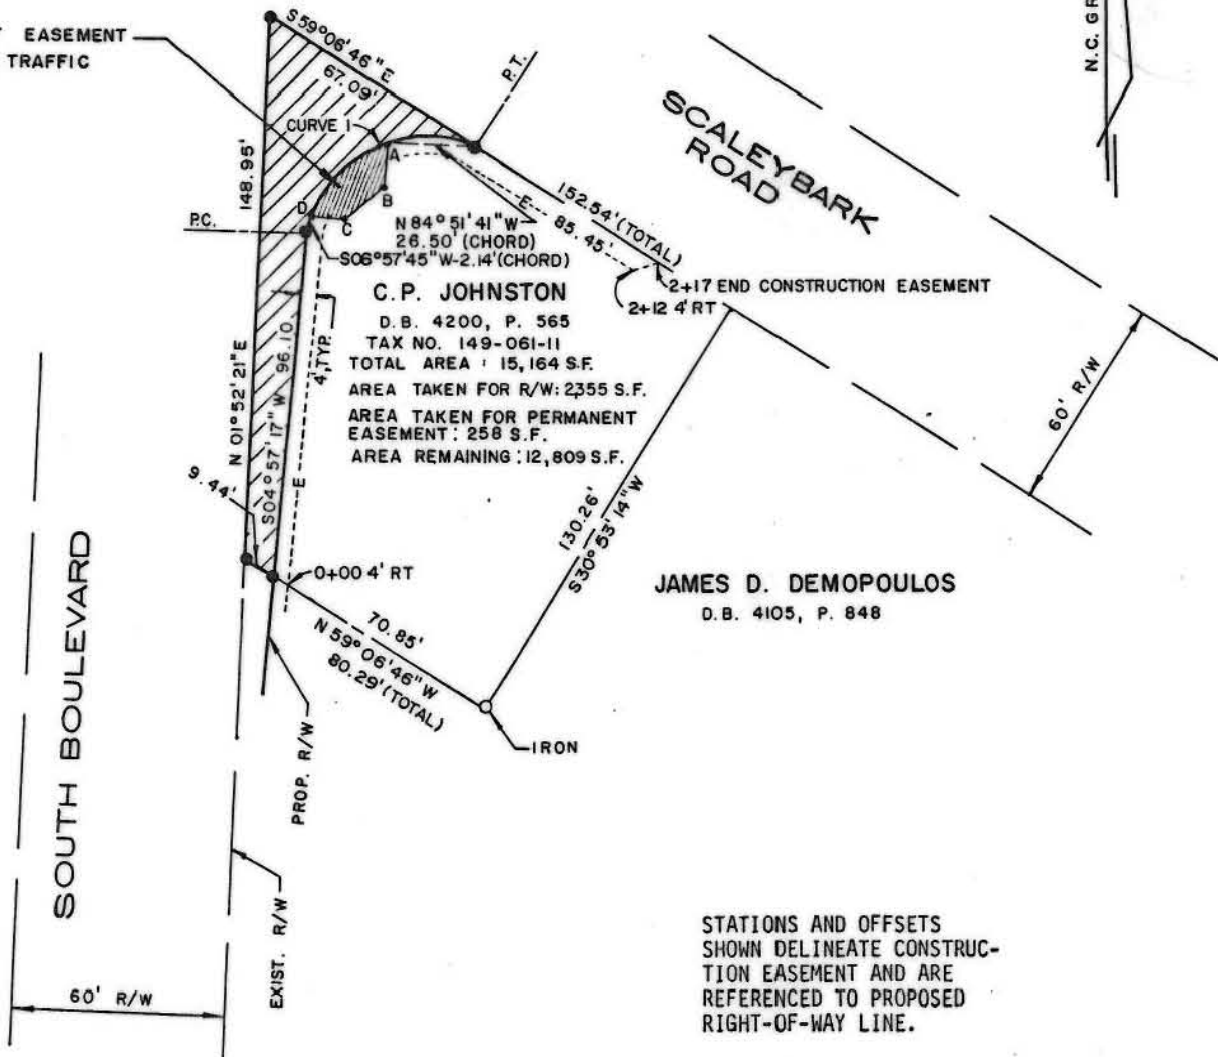 EASEMENT
TRAFFIC
S 59°06'46" E
67.09'
P.T.
N.C. GR
SCALEYBARK
ROAD
CURVE 1
148.95'
A
B
C
D
P.C.
N 84°51'41" W
26.50' (CHORD)
S06°57'45" W-2.14' (CHORD)
E
85.45'
152.54' (TOTAL)
2+17 END CONSTRUCTION EASEMENT
2+12 4' RT
C.P. JOHNSTON
D.B. 4200, P. 565
TAX NO. 149-061-11
TOTAL AREA : 15,164 S.F.
AREA TAKEN FOR R/W: 2,355 S.F.
AREA TAKEN FOR PERMANENT
EASEMENT : 258 S.F.
AREA REMAINING : 12,809 S.F.
4' TYP.
N 01° 52' 21" E
S04° 57' 17" W 96.10
E
9.44'
60' R/W
130.26'
S 30° 53' 14" W
0+00 4' RT
70.85'
N 59° 06' 46" W
80.29' (TOTAL)
IRON
JAMES D. DEMOPOULOS
D.B. 4105, P. 848
SOUTH BOULEVARD
PROP. R/W
EXIST. R/W
60' R/W
STATIONS AND OFFSETS
SHOWN DELINEATE CONSTRUC-
TION EASEMENT AND ARE
REFERENCED TO PROPOSED
RIGHT-OF-WAY LINE.